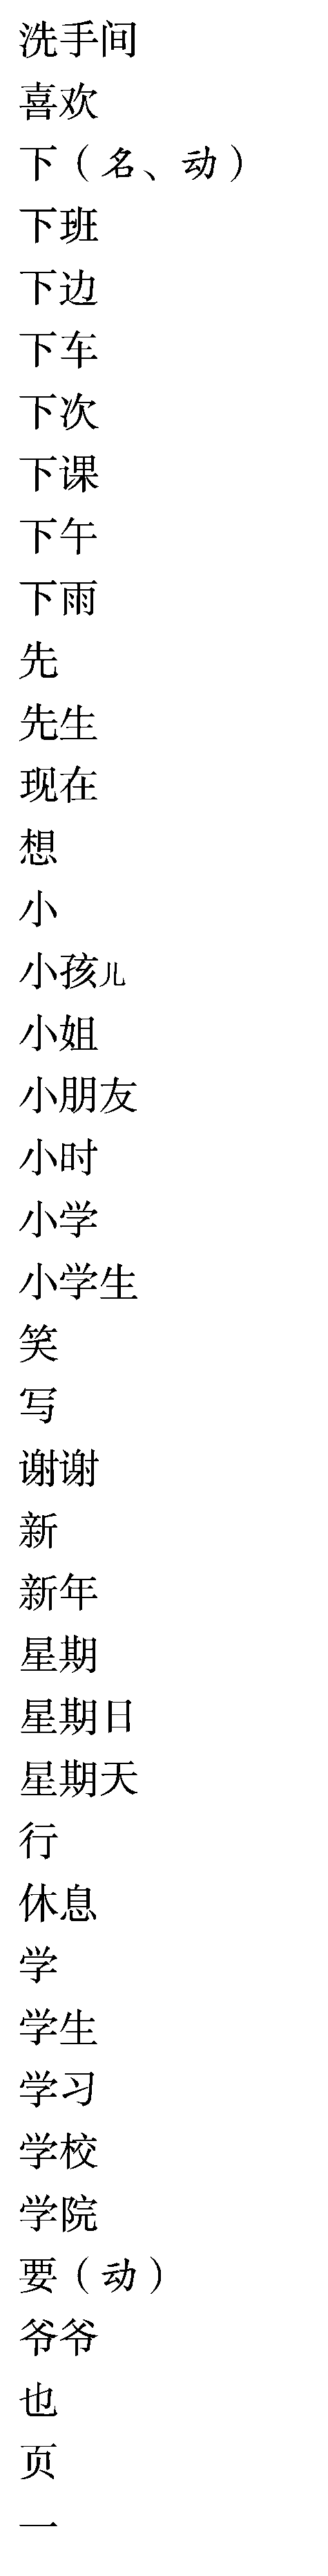 洗手间
喜欢
下（名、动）
下班
下边
下车
下次
下课
下午
下雨
先
先生
现在
想
小
小孩儿
小姐
小朋友
小时
小学
小学生
笑
写
谢谢
新
新年
星期
星期日
星期天
行
休息
学
学生
学习
学校
学院
要（动）
爷爷
也
页
一